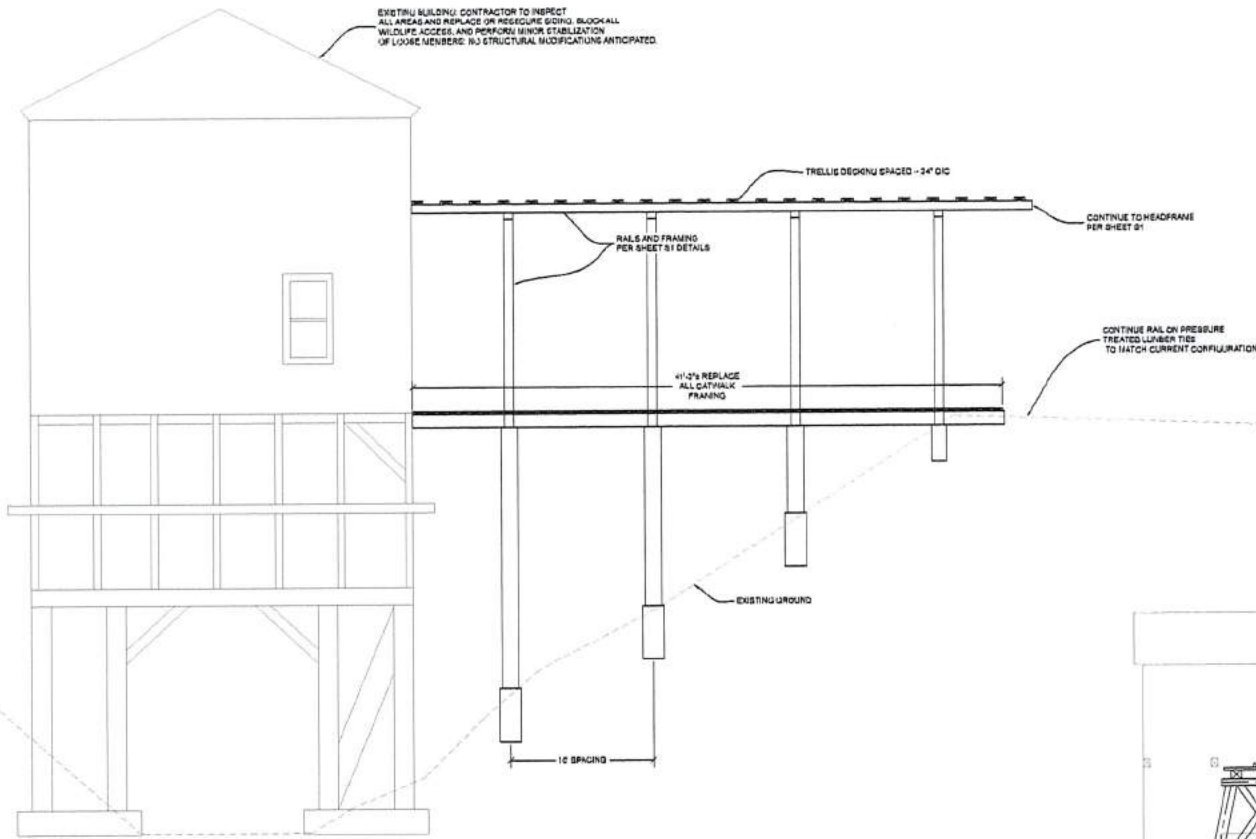 EXISTING BUILDING: CONTRACTOR TO INSPECT
ALL AREAS AND REPLACE OR RESECURE SIDING, BLOCK ALL
WILDLIFE ACCESS, AND PERFORM MINOR STABILIZATION
OF LOOSE MEMBERS; NO STRUCTURAL MODIFICATIONS ANTICIPATED.
TRELLIS DECKING SPACED ~ 24" O/C
CONTINUE TO HEADFRAME
PER SHEET S1
RAILS AND FRAMING
PER SHEET S1 DETAILS
CONTINUE RAIL ON PRESSURE
TREATED LUMBER TIES
TO MATCH CURRENT CONFIGURATION
41'-3"± REPLACE
ALL CATWALK
FRAMING
EXISTING GROUND
10' SPACING